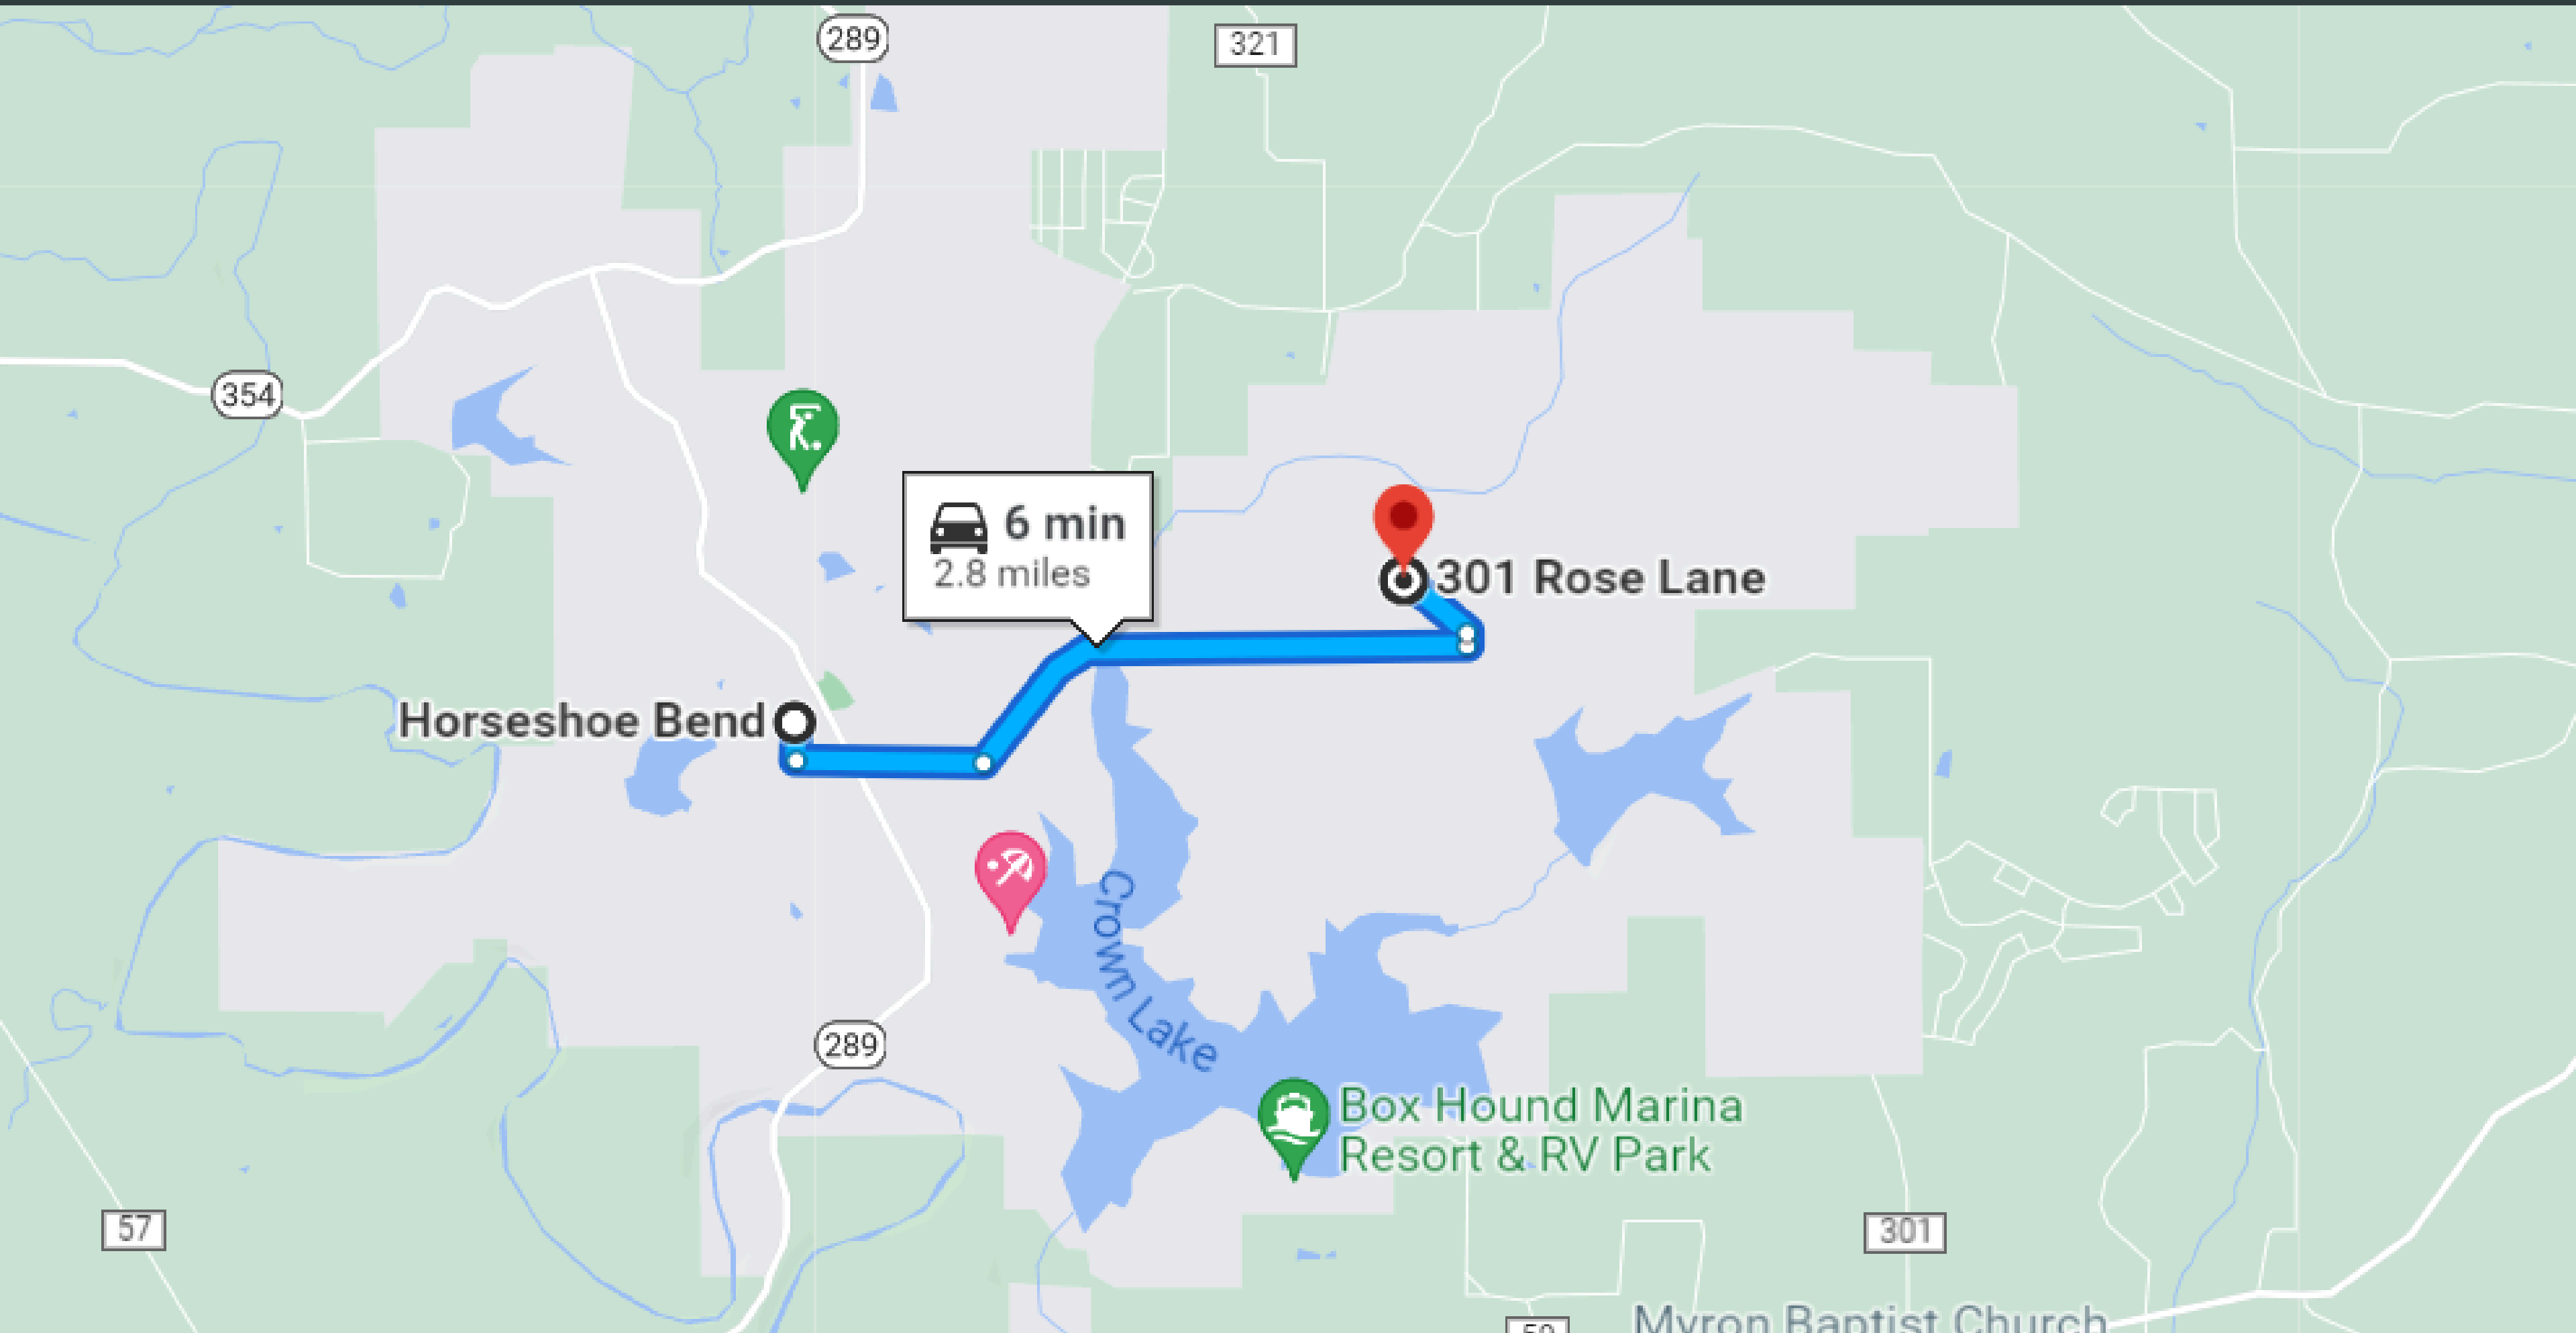 289
321
354
6 min
2.8 miles
301 Rose Lane
Horseshoe Bend
Crown Lake
289
Box Hound Marina
Resort & RV Park
57
301
Myron Baptist Church